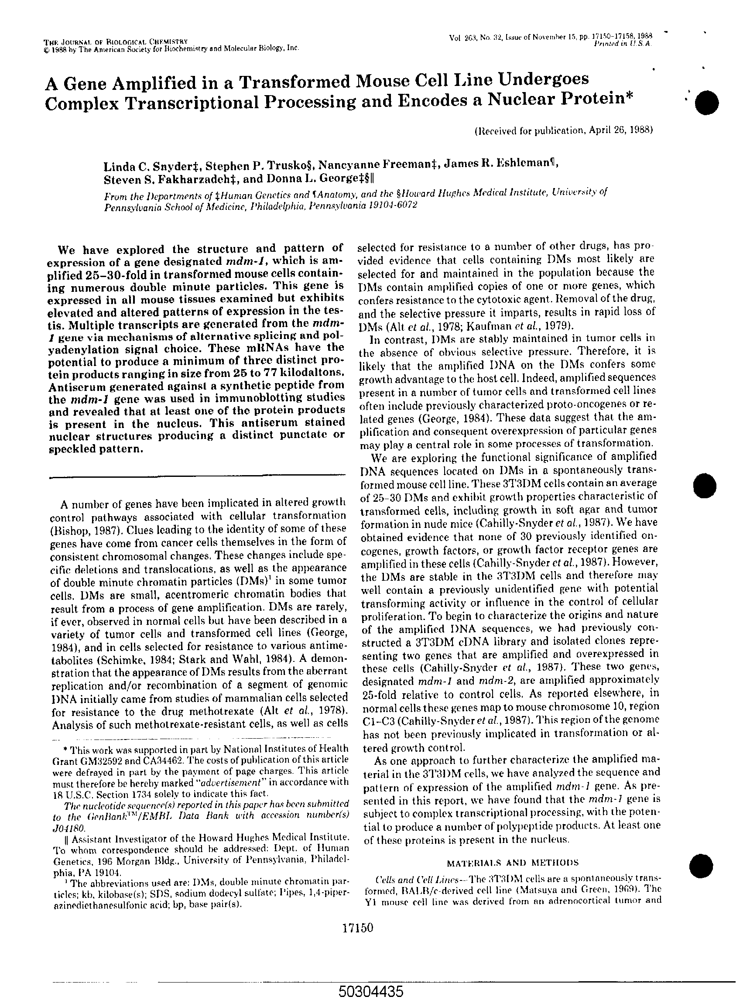 THE JOURNAL OF BIOLOGICAL CHEMISTRY
© 1988 by The American Society for Biochemistry and Molecular Biology, Inc.
Vol. 263, No. 32, Issue of November 15, pp. 17150-17158, 1988
Printed in U.S.A.
A Gene Amplified in a Transformed Mouse Cell Line Undergoes
Complex Transcriptional Processing and Encodes a Nuclear Protein*
(Received for publication, April 26, 1988)
Linda C. Snyder‡, Stephen P. Trusko§, Nancyanne Freeman‡, James R. Eshleman¶,
Steven S. Fakharzadeh‡, and Donna L. George‡§‖
From the Departments of ‡Human Genetics and ¶Anatomy, and the §Howard Hughes Medical Institute, University of
Pennsylvania School of Medicine, Philadelphia, Pennsylvania 19104-6072
We have explored the structure and pattern of
expression of a gene designated mdm-1, which is am-
plified 25-30-fold in transformed mouse cells contain-
ing numerous double minute particles. This gene is
expressed in all mouse tissues examined but exhibits
elevated and altered patterns of expression in the tes-
tis. Multiple transcripts are generated from the mdm-
1 gene via mechanisms of alternative splicing and pol-
yadenylation signal choice. These mRNAs have the
potential to produce a minimum of three distinct pro-
tein products ranging in size from 25 to 77 kilodaltons.
Antiserum generated against a synthetic peptide from
the mdm-1 gene was used in immunoblotting studies
and revealed that at least one of the protein products
is present in the nucleus. This antiserum stained
nuclear structures producing a distinct punctate or
speckled pattern.
A number of genes have been implicated in altered growth
control pathways associated with cellular transformation
(Bishop, 1987). Clues leading to the identity of some of these
genes have come from cancer cells themselves in the form of
consistent chromosomal changes. These changes include spe-
cific deletions and translocations, as well as the appearance
of double minute chromatin particles (DMs)¹ in some tumor
cells. DMs are small, acentromeric chromatin bodies that
result from a process of gene amplification. DMs are rarely,
if ever, observed in normal cells but have been described in a
variety of tumor cells and transformed cell lines (George,
1984), and in cells selected for resistance to various antime-
tabolites (Schimke, 1984; Stark and Wahl, 1984). A demon-
stration that the appearance of DMs results from the aberrant
replication and/or recombination of a segment of genomic
DNA initially came from studies of mammalian cells selected
for resistance to the drug methotrexate (Alt et al., 1978).
Analysis of such methotrexate-resistant cells, as well as cells
* This work was supported in part by National Institutes of Health
Grant GM32592 and CA34462. The costs of publication of this article
were defrayed in part by the payment of page charges. This article
must therefore be hereby marked "advertisement" in accordance with
18 U.S.C. Section 1734 solely to indicate this fact.
The nucleotide sequence(s) reported in this paper has been submitted
to the GenBank™/EMBL Data Bank with accession number(s)
J04180.
‖ Assistant Investigator of the Howard Hughes Medical Institute.
To whom correspondence should be addressed: Dept. of Human
Genetics, 196 Morgan Bldg., University of Pennsylvania, Philadel-
phia, PA 19104.
¹ The abbreviations used are: DMs, double minute chromatin par-
ticles; kb, kilobase(s); SDS, sodium dodecyl sulfate; Pipes, 1,4-piper-
azinediethanesulfonic acid; bp, base pair(s).
selected for resistance to a number of other drugs, has pro-
vided evidence that cells containing DMs most likely are
selected for and maintained in the population because the
DMs contain amplified copies of one or more genes, which
confers resistance to the cytotoxic agent. Removal of the drug,
and the selective pressure it imparts, results in rapid loss of
DMs (Alt et al., 1978; Kaufman et al., 1979).
In contrast, DMs are stably maintained in tumor cells in
the absence of obvious selective pressure. Therefore, it is
likely that the amplified DNA on the DMs confers some
growth advantage to the host cell. Indeed, amplified sequences
present in a number of tumor cells and transformed cell lines
often include previously characterized proto-oncogenes or re-
lated genes (George, 1984). These data suggest that the am-
plification and consequent overexpression of particular genes
may play a central role in some processes of transformation.
We are exploring the functional significance of amplified
DNA sequences located on DMs in a spontaneously trans-
formed mouse cell line. These 3T3DM cells contain an average
of 25-30 DMs and exhibit growth properties characteristic of
transformed cells, including growth in soft agar and tumor
formation in nude mice (Cahilly-Snyder et al., 1987). We have
obtained evidence that none of 30 previously identified on-
cogenes, growth factors, or growth factor receptor genes are
amplified in these cells (Cahilly-Snyder et al., 1987). However,
the DMs are stable in the 3T3DM cells and therefore may
well contain a previously unidentified gene with potential
transforming activity or influence in the control of cellular
proliferation. To begin to characterize the origins and nature
of the amplified DNA sequences, we had previously con-
structed a 3T3DM cDNA library and isolated clones repre-
senting two genes that are amplified and overexpressed in
these cells (Cahilly-Snyder et al., 1987). These two genes,
designated mdm-1 and mdm-2, are amplified approximately
25-fold relative to control cells. As reported elsewhere, in
normal cells these genes map to mouse chromosome 10, region
C1-C3 (Cahilly-Snyder et al., 1987). This region of the genome
has not been previously implicated in transformation or al-
tered growth control.
As one approach to further characterize the amplified ma-
terial in the 3T3DM cells, we have analyzed the sequence and
pattern of expression of the amplified mdm-1 gene. As pre-
sented in this report, we have found that the mdm-1 gene is
subject to complex transcriptional processing, with the poten-
tial to produce a number of polypeptide products. At least one
of these proteins is present in the nucleus.
MATERIALS AND METHODS
Cells and Cell Lines--The 3T3DM cells are a spontaneously trans-
formed, BALB/c-derived cell line (Matsuya and Green, 1969). The
Y1 mouse cell line was derived from an adrenocortical tumor and
17150
50304435